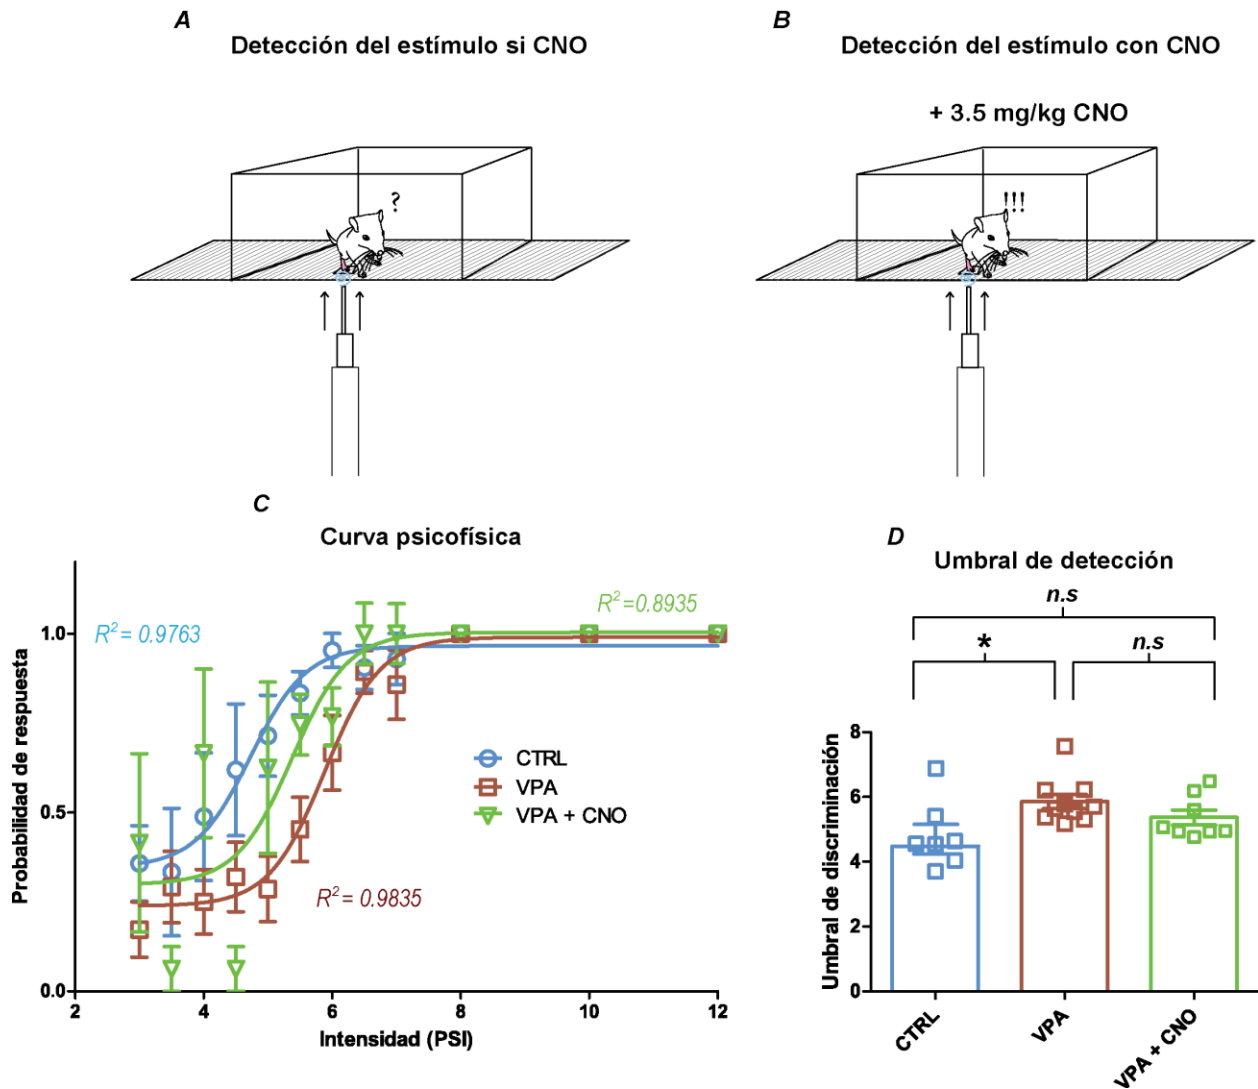 A
Detección del estímulo si CNO
?
B
Detección del estímulo con CNO
+ 3.5 mg/kg CNO
!!!
C
Curva psicofísica
Probabilidad de respuesta
1.0
0.5
0.0
R² = 0.9763
R² =0.8935
R² = 0.9835
CTRL
VPA
VPA + CNO
2
4
6
8
10
12
Intensidad (PSI)
D
Umbral de detección
n.s
*
n.s
Umbral de discriminación
8
6
4
2
0
CTRL
VPA
VPA + CNO